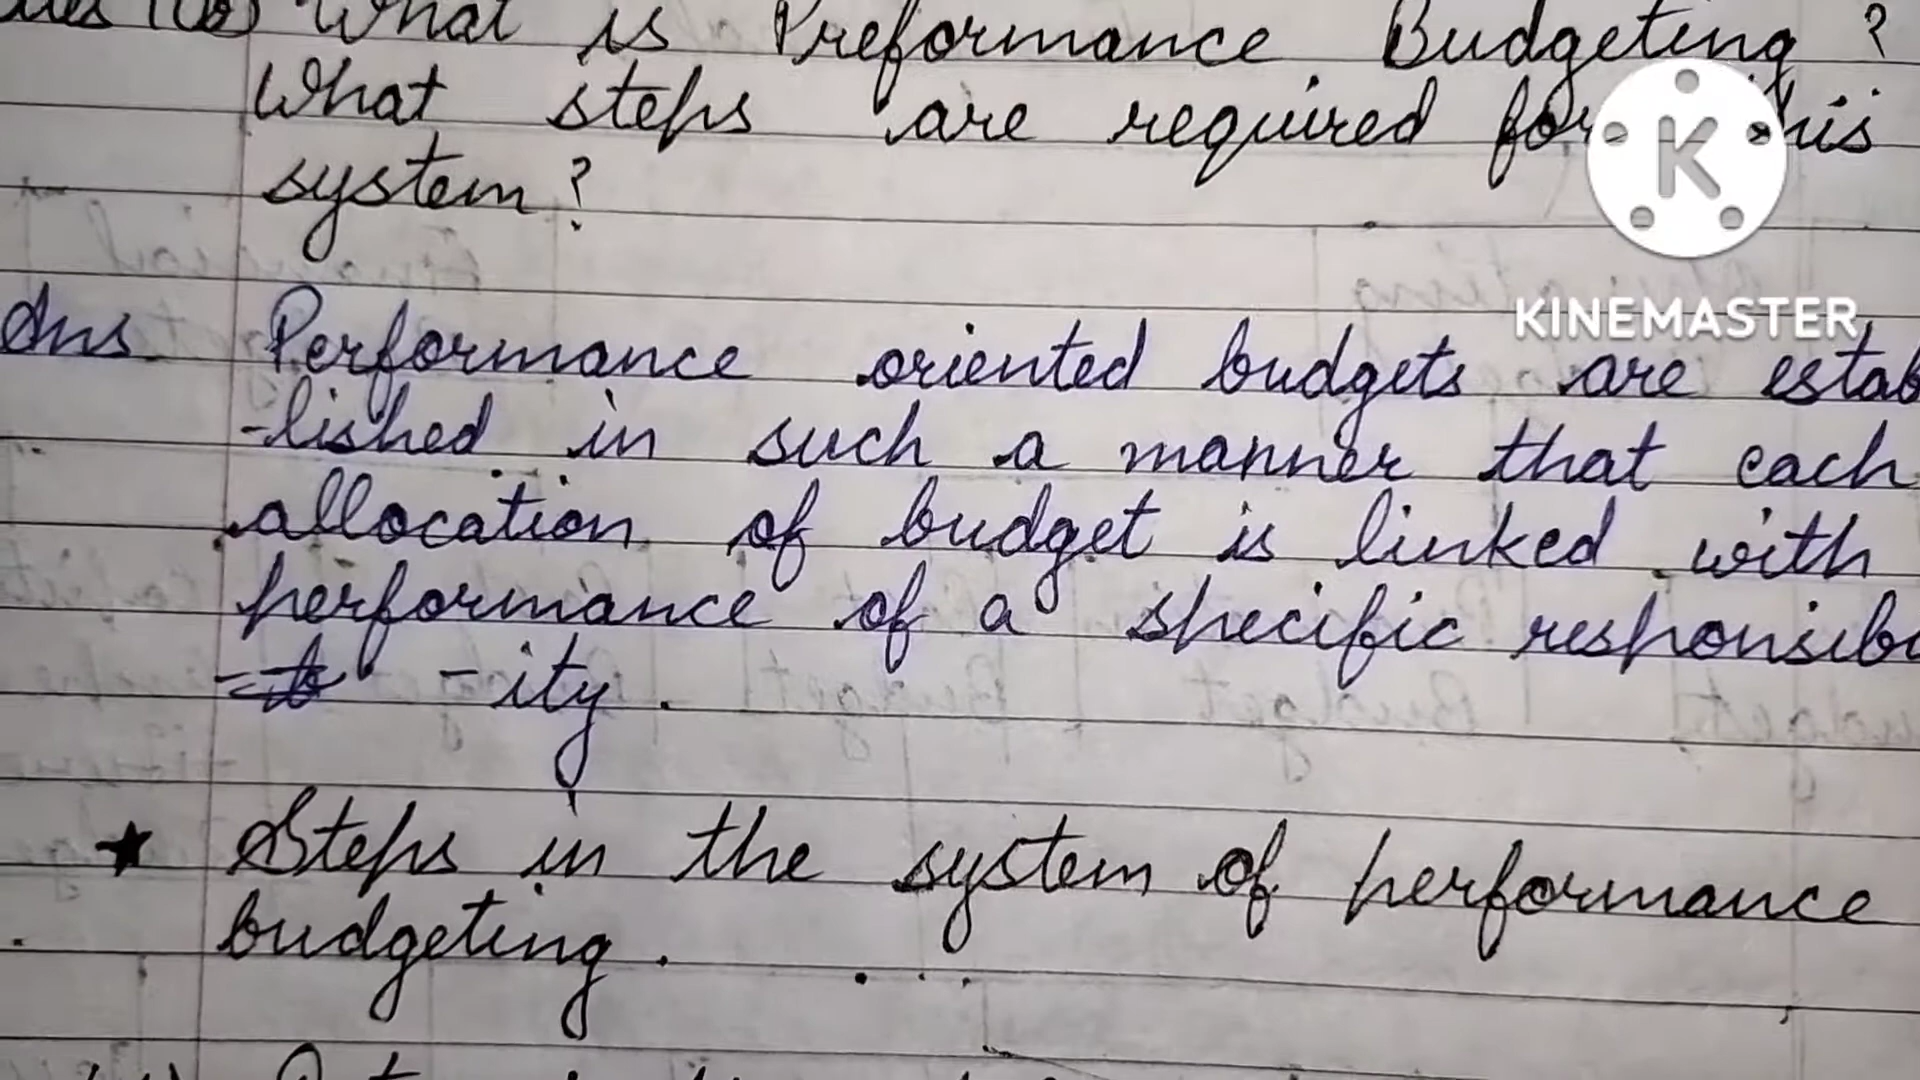 What is Preformance Budgeting ?
What steps are required for this
system ?
Ans Performance oriented budgets are estab
-lished in such a manner that each
allocation of budget is linked with
performance of a specific responsibi
-ity .
★ Steps in the system of performance
budgeting .
KINEMASTER